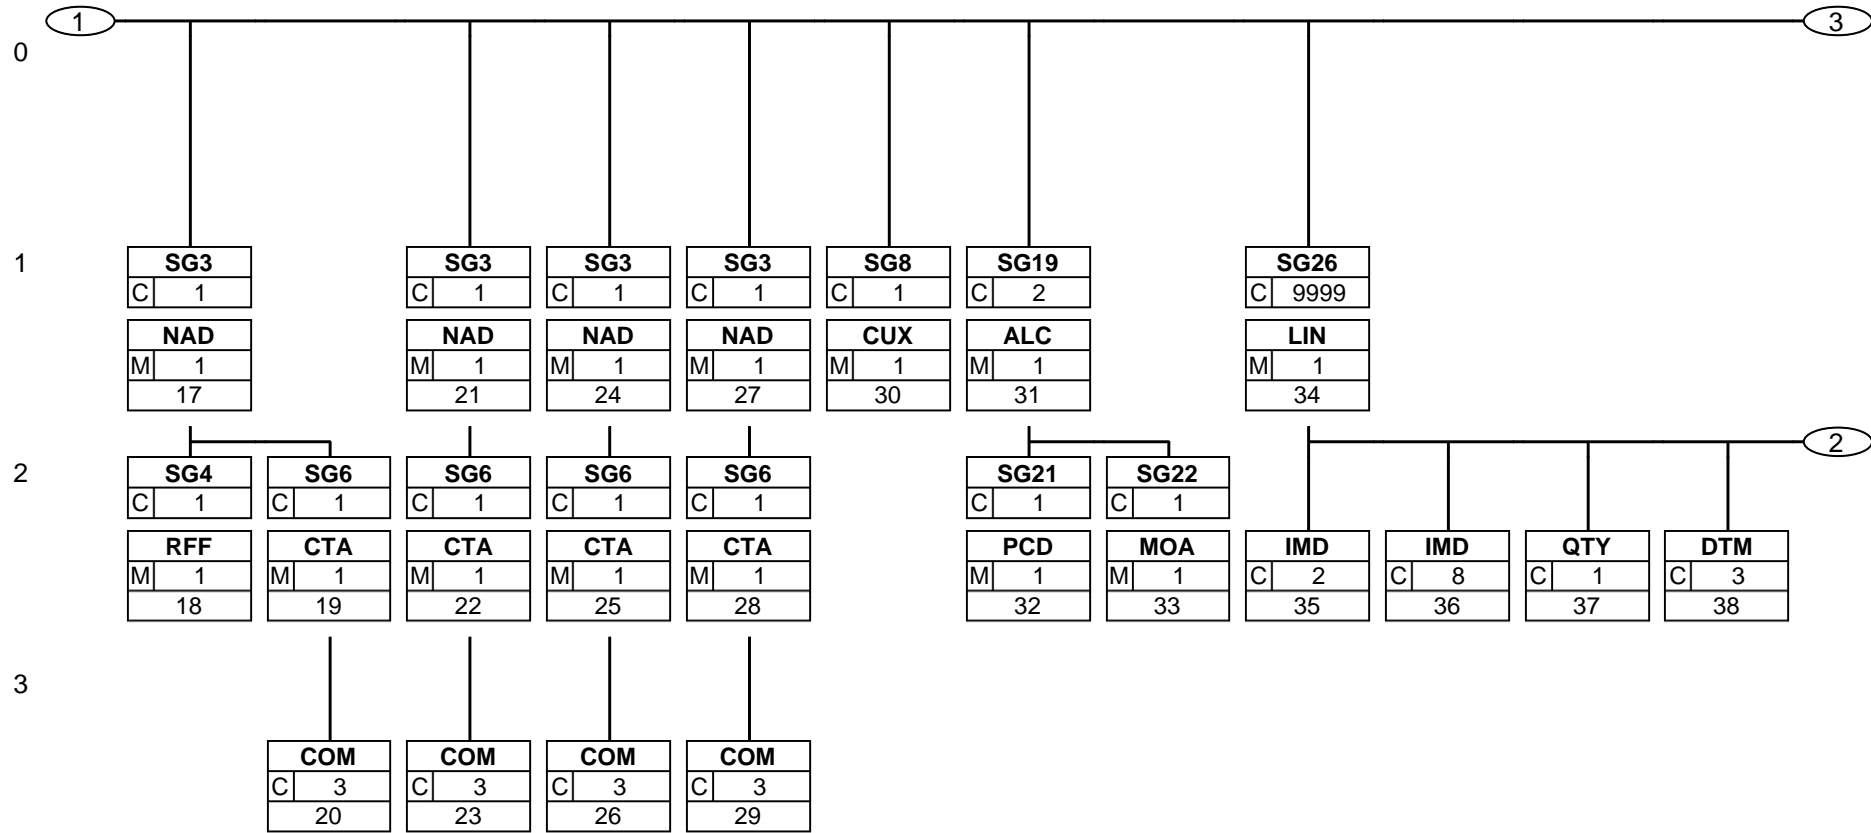 1 3
0
1
SG3 SG3 SG3 SG3 SG8 SG19 SG26
C 1 C 1 C 1 C 1 C 1 C 2 C 9999
NAD NAD NAD NAD CUX ALC LIN
M 1 M 1 M 1 M 1 M 1 M 1 M 1
17 21 24 27 30 31 34
2
2
SG4 SG6 SG6 SG6 SG6 SG21 SG22
C 1 C 1 C 1 C 1 C 1 C 1 C 1
RFF CTA CTA CTA CTA PCD MOA IMD IMD QTY DTM
M 1 M 1 M 1 M 1 M 1 M 1 M 1 C 2 C 8 C 1 C 3
18 19 22 25 28 32 33 35 36 37 38
3
COM COM COM COM
C 3 C 3 C 3 C 3
20 23 26 29